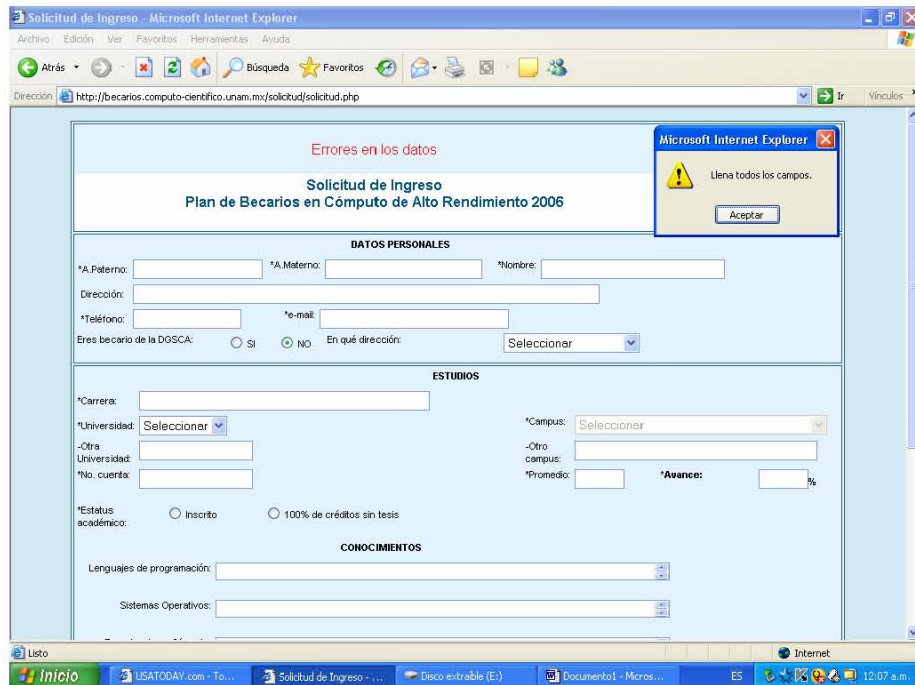 Solicitud de Ingreso - Microsoft Internet Explorer
Archivo Edición Ver Favoritos Herramientas Ayuda
Atrás Búsqueda Favoritos
Dirección http://becarios.computo-cientifico.unam.mx/solicitud/solicitud.php Ir Vínculos
Errores en los datos
Microsoft Internet Explorer
Llena todos los campos.
Aceptar
Solicitud de Ingreso
Plan de Becarios en Cómputo de Alto Rendimiento 2006
DATOS PERSONALES
*A.Paterno: *A.Materno: *Nombre:
Dirección:
*Teléfono: *e-mail:
Eres becario de la DGSCA: SI NO En qué dirección: Seleccionar
ESTUDIOS
*Carrera:
*Universidad: Seleccionar *Campus: Seleccionar
-Otra Universidad: -Otro campus:
*No. cuenta: *Promedio: *Avance: %
*Estatus académico: Inscrito 100% de créditos sin tesis
CONOCIMIENTOS
Lenguajes de programación:
Sistemas Operativos:
Listo Internet
Inicio USATODAY.com - To... Solicitud de Ingreso - ... Disco extraíble (E:) Documento1 - Micros... ES 12:07 a.m.